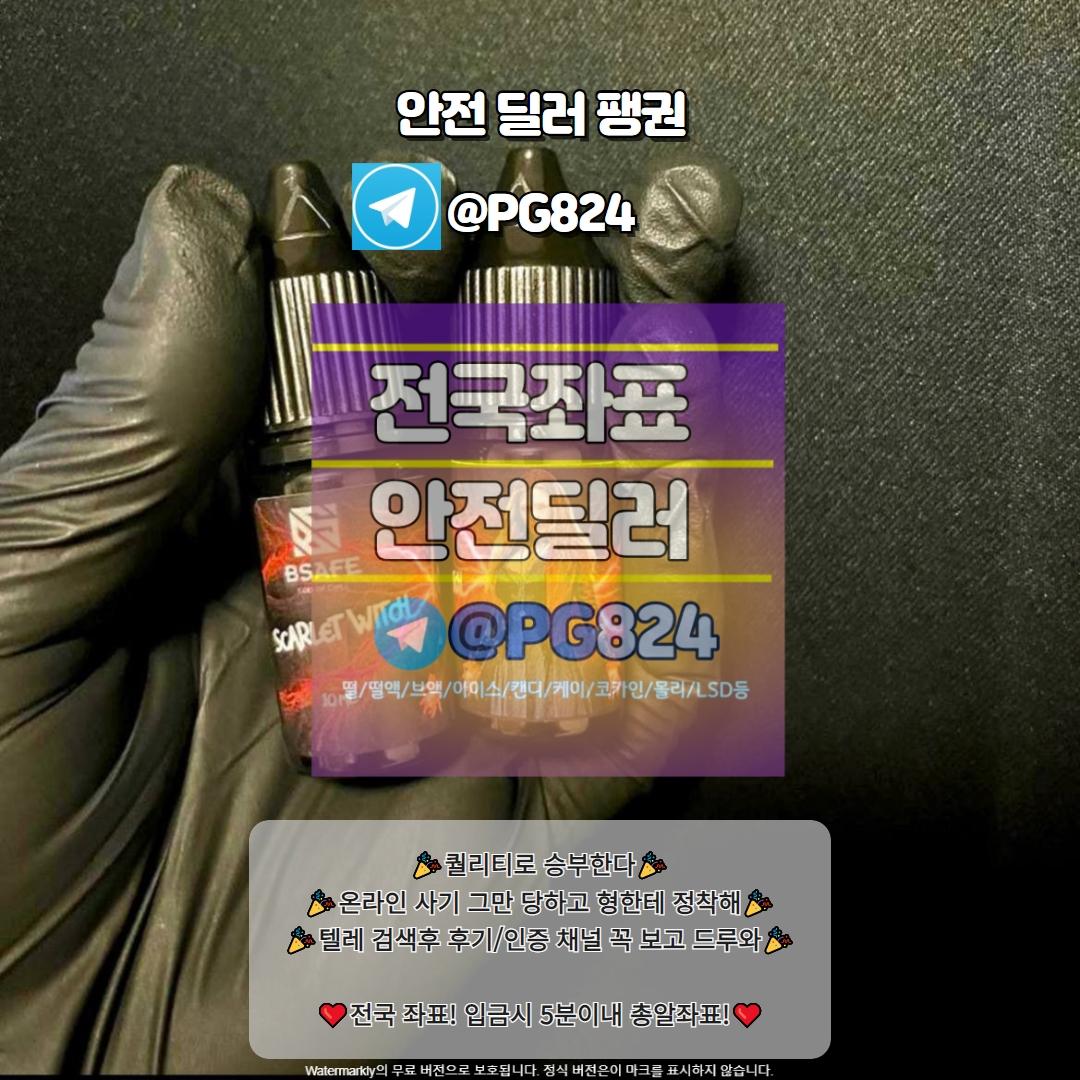 안전 딜러 팽권
@PG824
전국좌표
안전딜러
BSAFE
SCARLET WITCH
@PG824
떨/떨액/브액/아이스/캔디/케이/코카인/몰리/LSD등
🎉퀄리티로 승부한다🎉
🎉온라인 사기 그만 당하고 형한테 정착해🎉
🎉텔레 검색후 후기/인증 채널 꼭 보고 드루와🎉
❤️전국 좌표! 입금시 5분이내 총알좌표!❤️
Watermarkly의 무료 버전으로 보호됩니다. 정식 버전은이 마크를 표시하지 않습니다.